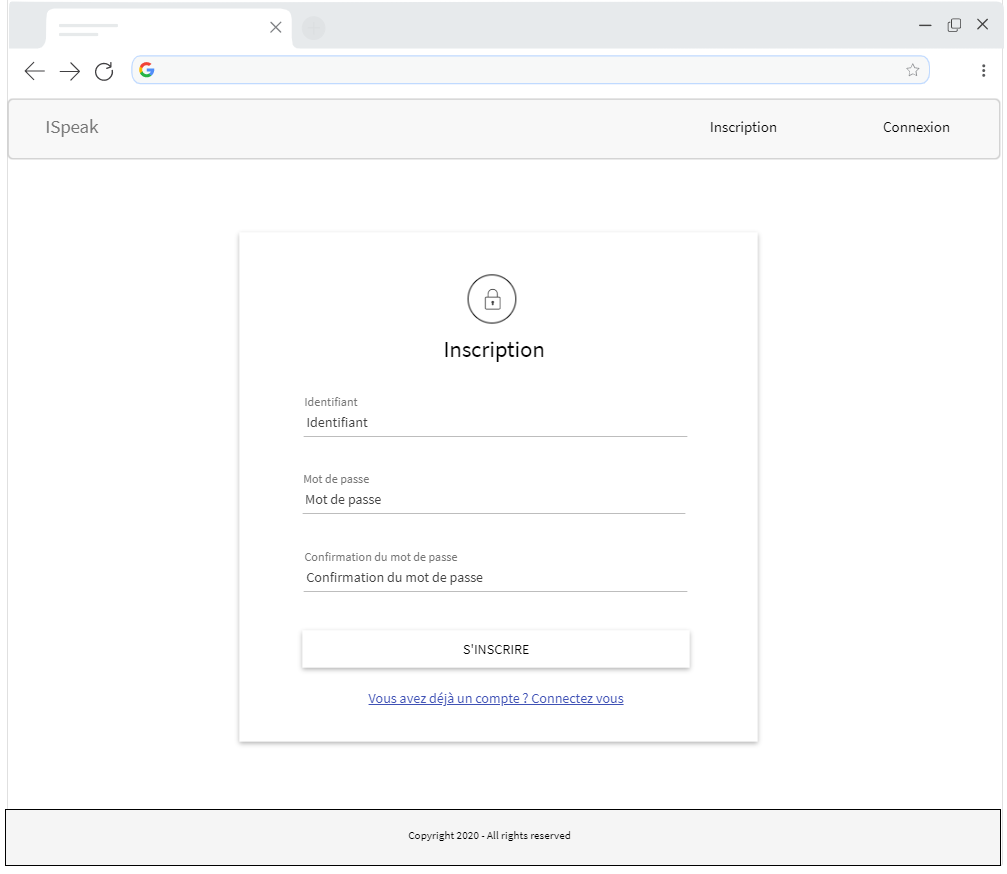 ISpeak
Inscription
Connexion
Inscription
Identifiant
Identifiant
Mot de passe
Mot de passe
Confirmation du mot de passe
Confirmation du mot de passe
S'INSCRIRE
Vous avez déjà un compte ? Connectez vous
Copyright 2020 - All rights reserved